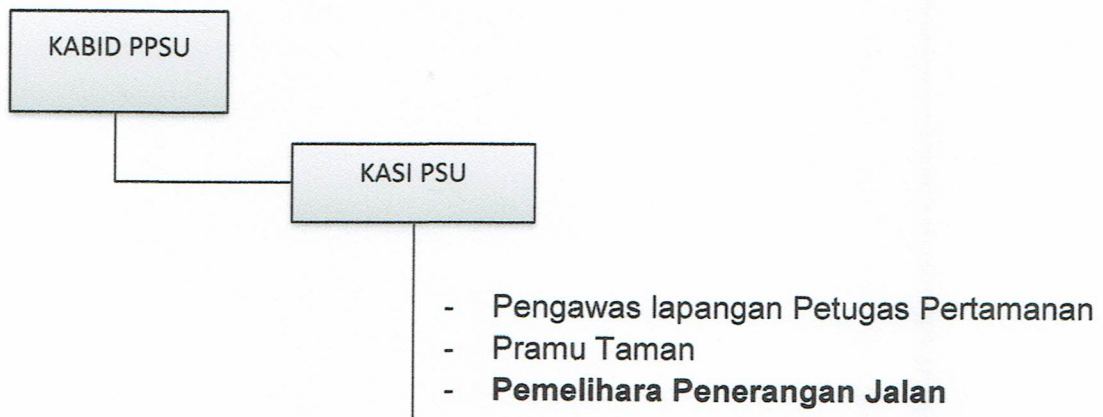 KABID PPSU
KASI PSU
- Pengawas lapangan Petugas Pertamanan
- Pramu Taman
- Pemelihara Penerangan Jalan